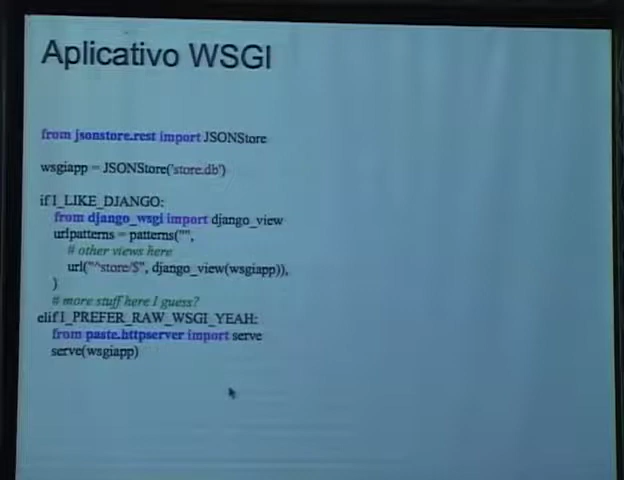 Aplicativo WSGI
from jsonstore.rest import JSONStore
wsgiapp = JSONStore('store.db')
if I_LIKE_DJANGO:
from django_wsgi import django_view
urlpatterns = patterns("",
# other views here
url("^store/$", django_view(wsgiapp)),
)
# more stuff here I guess?
elif I_PREFER_RAW_WSGI_YEAH:
from paste.httpserver import serve
serve(wsgiapp)